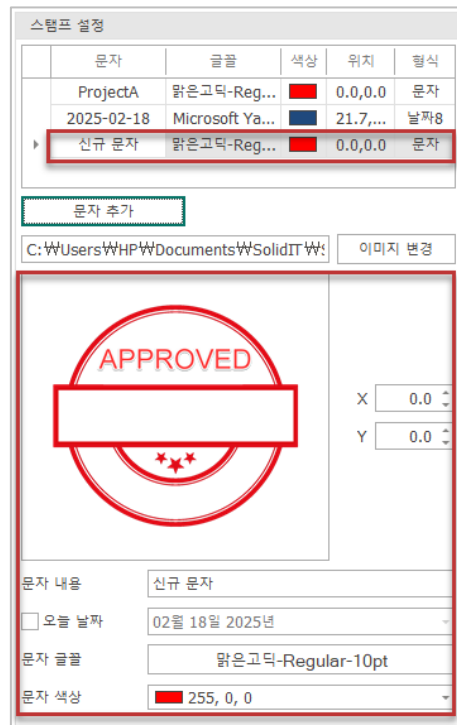 스탬프 설정
문자 글꼴 색상 위치 형식
ProjectA 맑은고딕-Reg... 0.0,0.0 문자
2025-02-18 Microsoft Ya... 21.7,... 날짜8
신규 문자 맑은고딕-Reg... 0.0,0.0 문자
문자 추가
C:₩Users₩HP₩Documents₩SolidIT₩ 이미지 변경
APPROVED
X 0.0
Y 0.0
문자 내용 신규 문자
오늘 날짜 02월 18일 2025년
문자 글꼴 맑은고딕-Regular-10pt
문자 색상 255, 0, 0